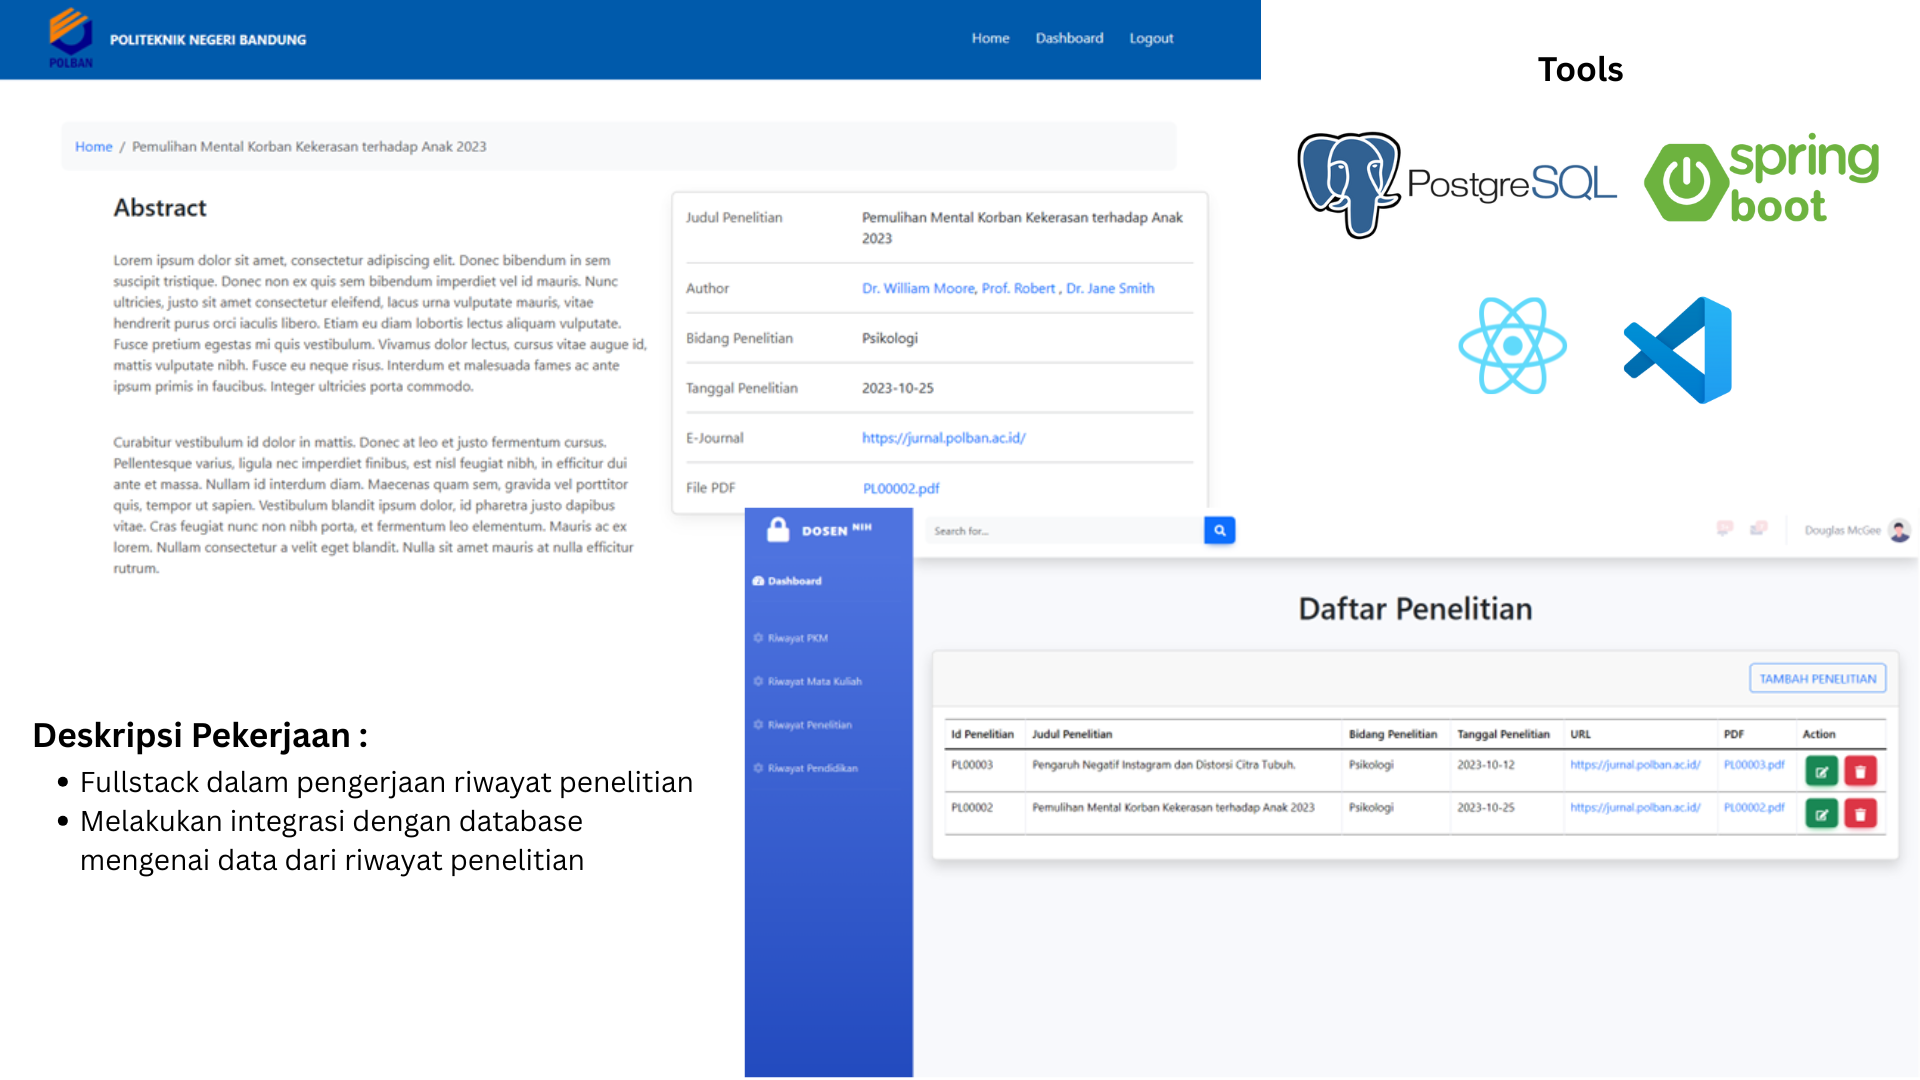 POLBAN
POLITEKNIK NEGERI BANDUNG
Home
Dashboard
Logout
Home / Pemulihan Mental Korban Kekerasan terhadap Anak 2023
Abstract
Lorem ipsum dolor sit amet, consectetur adipiscing elit. Donec bibendum in sem
suscipit tristique. Donec non ex quis sem bibendum imperdiet vel id mauris. Nunc
ultricies, justo sit amet consectetur eleifend, lacus urna vulputate mauris, vitae
hendrerit purus orci iaculis libero. Etiam eu diam lobortis lectus aliquam vulputate.
Fusce pretium egestas mi quis vestibulum. Vivamus dolor lectus, cursus vitae augue id,
mattis vulputate nibh. Fusce eu neque risus. Interdum et malesuada fames ac ante
ipsum primis in faucibus. Integer ultricies porta commodo.
Curabitur vestibulum id dolor in mattis. Donec at leo et justo fermentum cursus.
Pellentesque varius, ligula nec imperdiet finibus, est nisl feugiat nibh, in efficitur dui
ante et massa. Nullam id interdum diam. Maecenas quam sem, gravida vel porttitor
quis, tempor ut sapien. Vestibulum blandit ipsum dolor, id pharetra justo dapibus
vitae. Cras feugiat nunc non nibh porta, et fermentum leo elementum. Mauris ac ex
lorem. Nullam consectetur a velit eget blandit. Nulla sit amet mauris at nulla efficitur
rutrum.
Judul Penelitian
Pemulihan Mental Korban Kekerasan terhadap Anak
2023
Author
Dr. William Moore, Prof. Robert , Dr. Jane Smith
Bidang Penelitian
Psikologi
Tanggal Penelitian
2023-10-25
E-Journal
https://jurnal.polban.ac.id/
File PDF
PL00002.pdf
Tools
PostgreSQL
spring
boot
DOSEN NIH
Dashboard
Riwayat PKM
Riwayat Mata Kuliah
Riwayat Penelitian
Riwayat Pendidikan
Search for...
Douglas McGee
Daftar Penelitian
TAMBAH PENELITIAN
Id Penelitian Judul Penelitian Bidang Penelitian Tanggal Penelitian URL PDF Action
PL00003 Pengaruh Negatif Instagram dan Distorsi Citra Tubuh. Psikologi 2023-10-12 https://jurnal.polban.ac.id/ PL00003.pdf
PL00002 Pemulihan Mental Korban Kekerasan terhadap Anak 2023 Psikologi 2023-10-25 https://jurnal.polban.ac.id/ PL00002.pdf
Deskripsi Pekerjaan :
• Fullstack dalam pengerjaan riwayat penelitian
• Melakukan integrasi dengan database
mengenai data dari riwayat penelitian